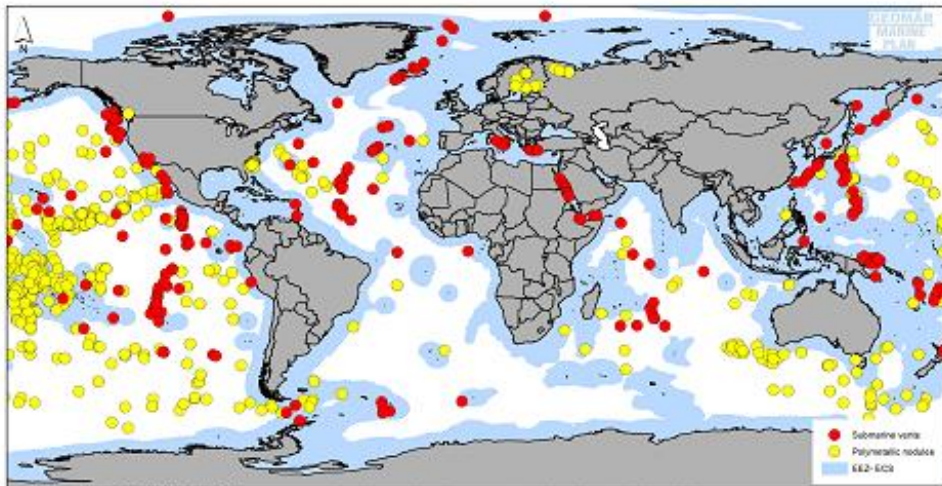 GEOMAR
MARINE
PLAN
N
Submarine vents
Polymetallic nodules
EEZ- ECS